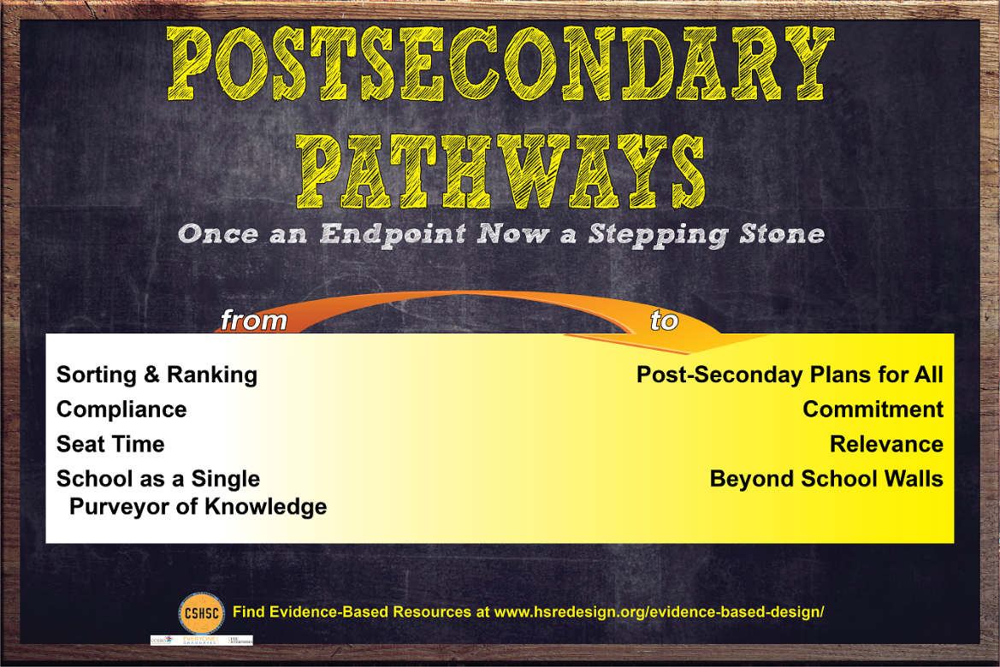 POSTSECONDARY
PATHWAYS
Once an Endpoint Now a Stepping Stone
from
to
Sorting & Ranking
Post-Seconday Plans for All
Compliance
Commitment
Seat Time
Relevance
School as a Single
Purveyor of Knowledge
Beyond School Walls
CSHSC
Find Evidence-Based Resources at www.hsredesign.org/evidence-based-design/
EVERYONE
GRADUATES